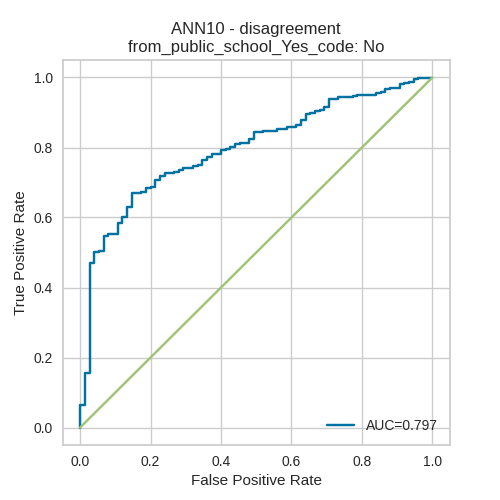 ANN10 - disagreement
from_public_school_Yes_code: No
True Positive Rate
1.0
0.8
0.6
0.4
0.2
0.0
AUC=0.797
0.0 0.2 0.4 0.6 0.8 1.0
False Positive Rate